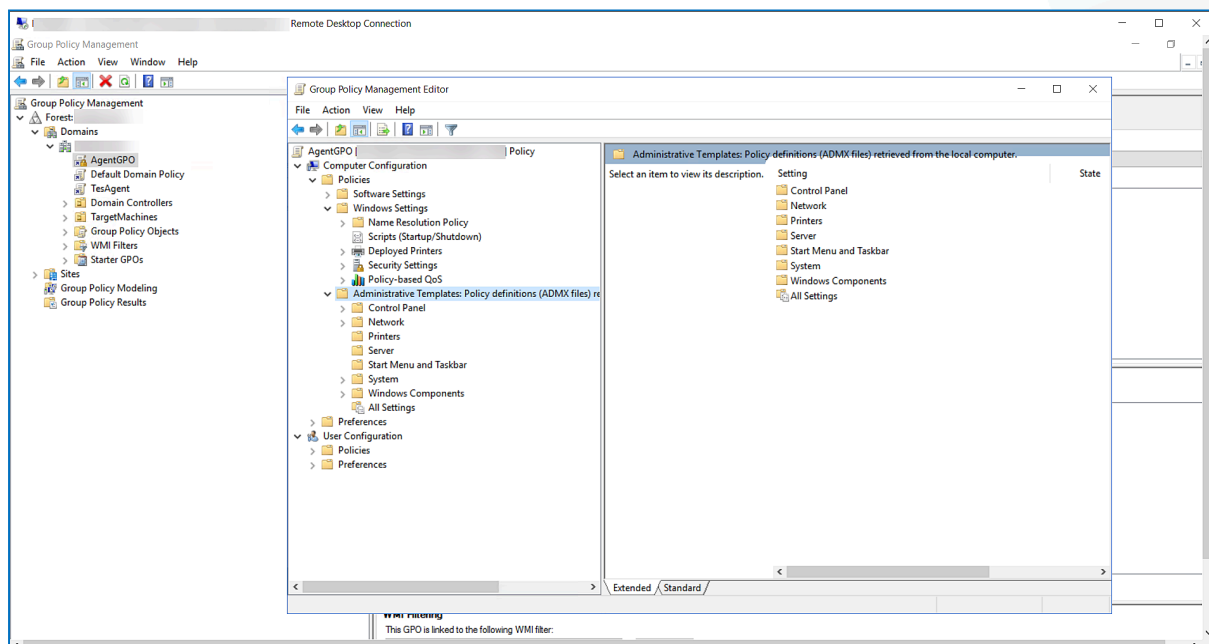 Remote Desktop Connection
Group Policy Management
File Action View Window Help
Group Policy Management
Forest:
Domains
AgentGPO
Default Domain Policy
TesAgent
Domain Controllers
TargetMachines
Group Policy Objects
WMI Filters
Starter GPOs
Sites
Group Policy Modeling
Group Policy Results
Group Policy Management Editor
File Action View Help
AgentGPO [ ] Policy
Computer Configuration
Policies
Software Settings
Windows Settings
Name Resolution Policy
Scripts (Startup/Shutdown)
Deployed Printers
Security Settings
Policy-based QoS
Administrative Templates: Policy definitions (ADMX files) re
Control Panel
Network
Printers
Server
Start Menu and Taskbar
System
Windows Components
All Settings
Preferences
User Configuration
Policies
Preferences
Administrative Templates: Policy definitions (ADMX files) retrieved from the local computer.
Select an item to view its description.
Setting State
Control Panel
Network
Printers
Server
Start Menu and Taskbar
System
Windows Components
All Settings
Extended Standard
WMI Filtering
This GPO is linked to the following WMI filter: